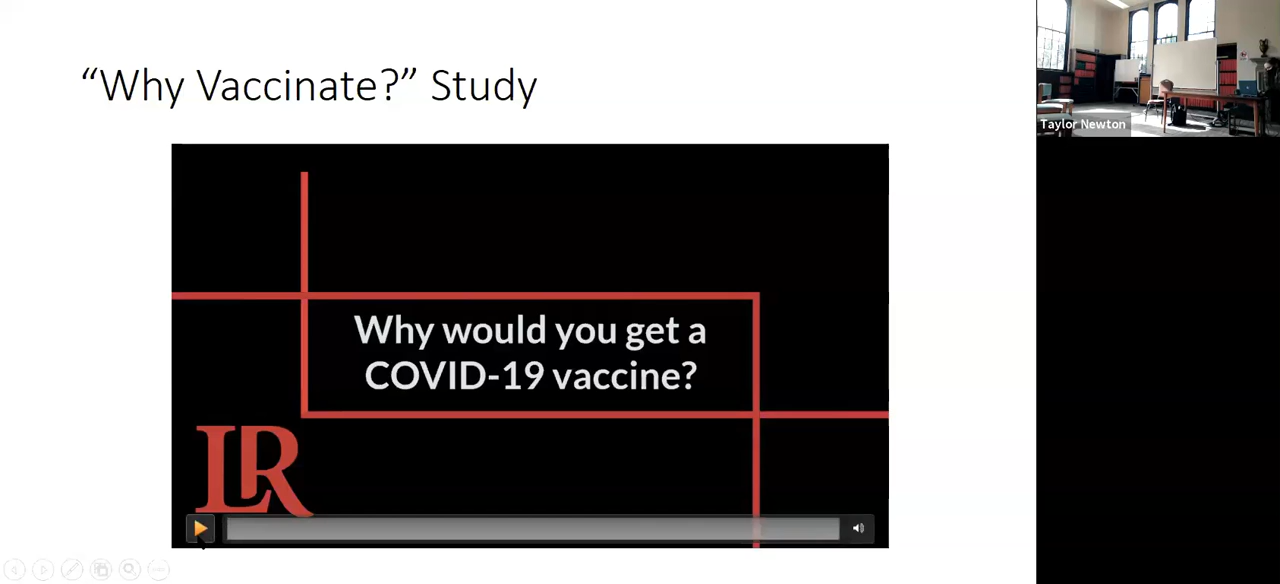 “Why Vaccinate?” Study
Why would you get a
COVID-19 vaccine?
LR
Taylor Newton